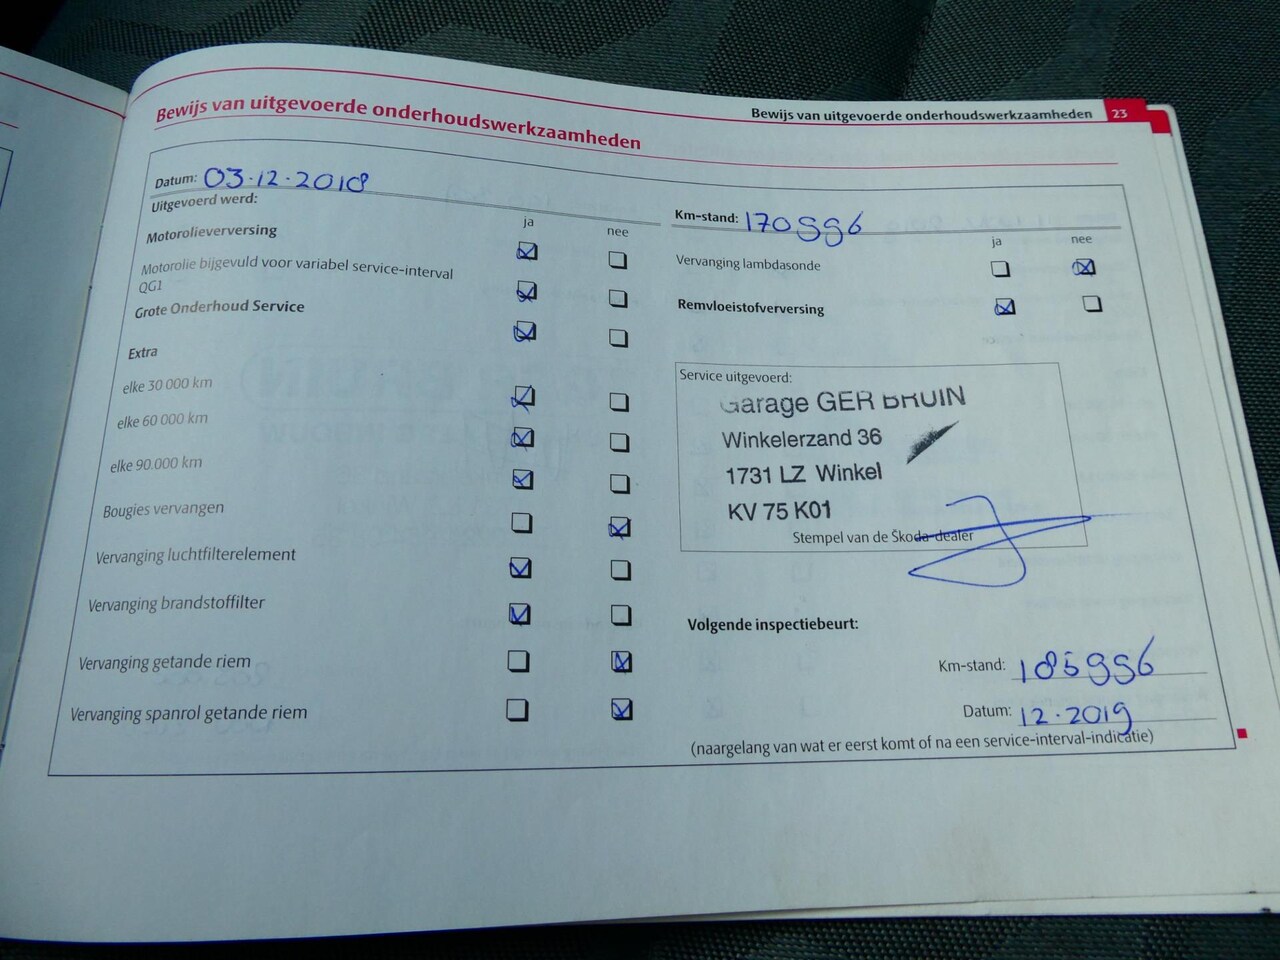 Bewijs van uitgevoerde onderhoudswerkzaamheden 23
Bewijs van uitgevoerde onderhoudswerkzaamheden
Datum: 03-12-2018
Uitgevoerd werd:
ja nee
Motorolieverversing
Motorolie bijgevuld voor variabel service-interval
QG1
Grote Onderhoud Service
Extra
elke 30 000 km
elke 60 000 km
elke 90.000 km
Bougies vervangen
Vervanging luchtfilterelement
Vervanging brandstoffilter
Vervanging getande riem
Vervanging spanrol getande riem
Km-stand: 170996
ja nee
Vervanging lambdasonde
Remvloeistofverversing
Service uitgevoerd:
Garage GER BRUIN
Winkelerzand 36
1731 LZ Winkel
KV 75 K01
Stempel van de Škoda-dealer
Volgende inspectiebeurt:
Km-stand: 185996
Datum: 12-2019
(naargelang van wat er eerst komt of na een service-interval-indicatie)